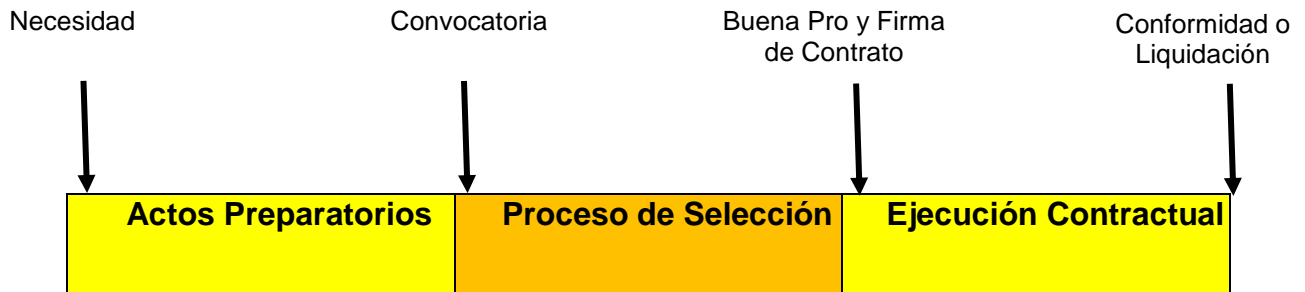 Necesidad
Convocatoria
Buena Pro y Firma
de Contrato
Conformidad o
Liquidación
Actos Preparatorios
Proceso de Selección
Ejecución Contractual